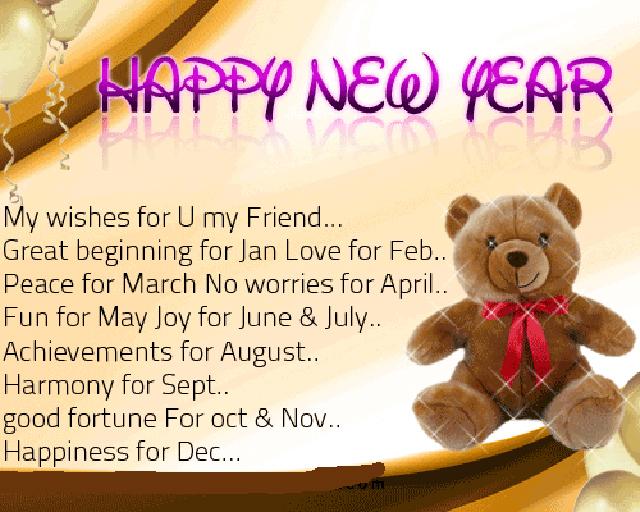 HAPPY NEW YEAR
My wishes for U my Friend...
Great beginning for Jan Love for Feb..
Peace for March No worries for April..
Fun for May Joy for June & July..
Achievements for August..
Harmony for Sept..
good fortune For oct & Nov..
Happiness for Dec...